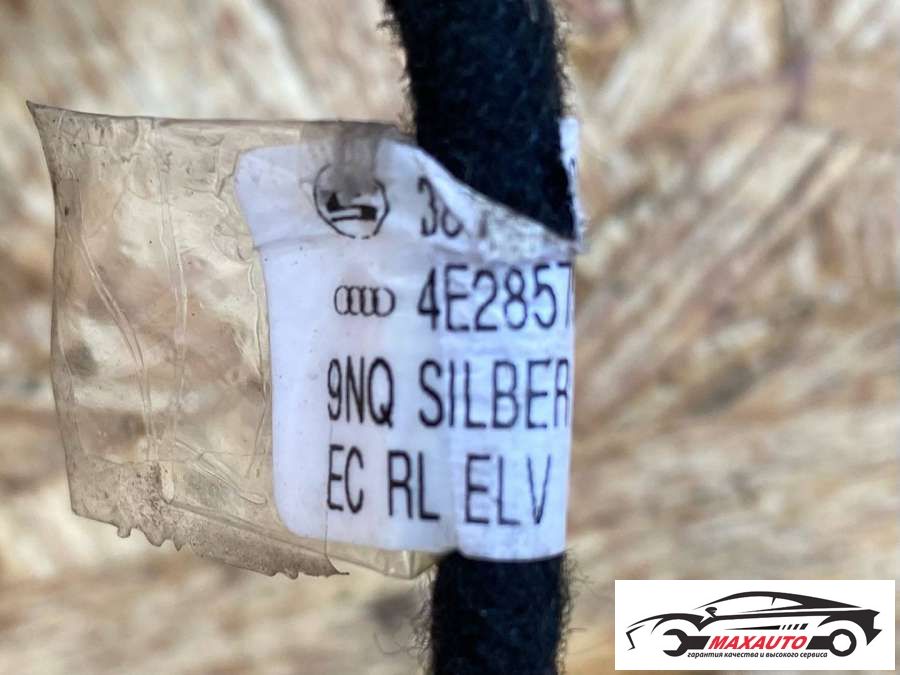 4E2857
9NQ SILBER
EC RL ELV
MAXAUTO
гарантия качества и высокого сервиса